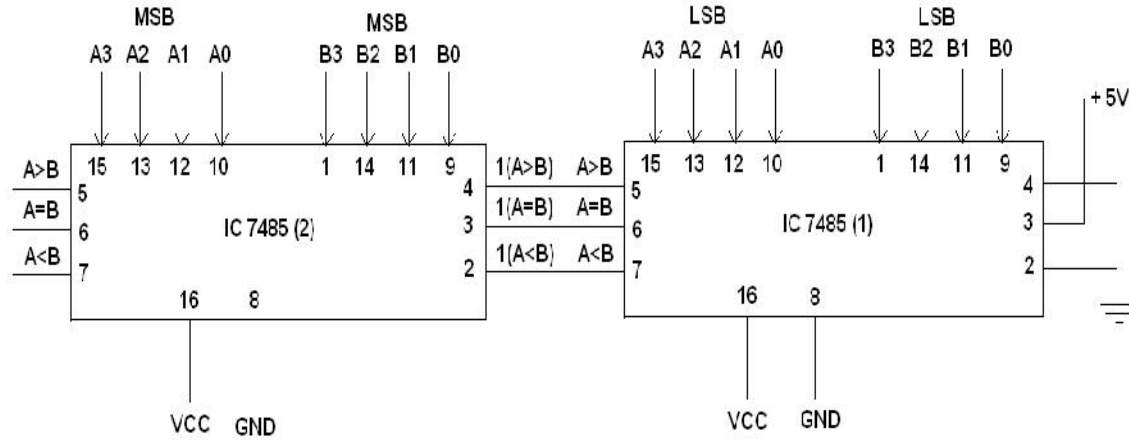 MSB MSB LSB LSB
A3 A2 A1 A0 B3 B2 B1 B0 A3 A2 A1 A0 B3 B2 B1 B0
+ 5V
15 13 12 10 1 14 11 9 15 13 12 10 1 14 11 9
A>B 5 4 1(A>B) A>B 5 4
A=B 6 IC 7485 (2) 3 1(A=B) A=B 6 IC 7485 (1) 3
A<B 7 2 1(A<B) A<B 7 2
16 8 16 8
VCC GND VCC GND